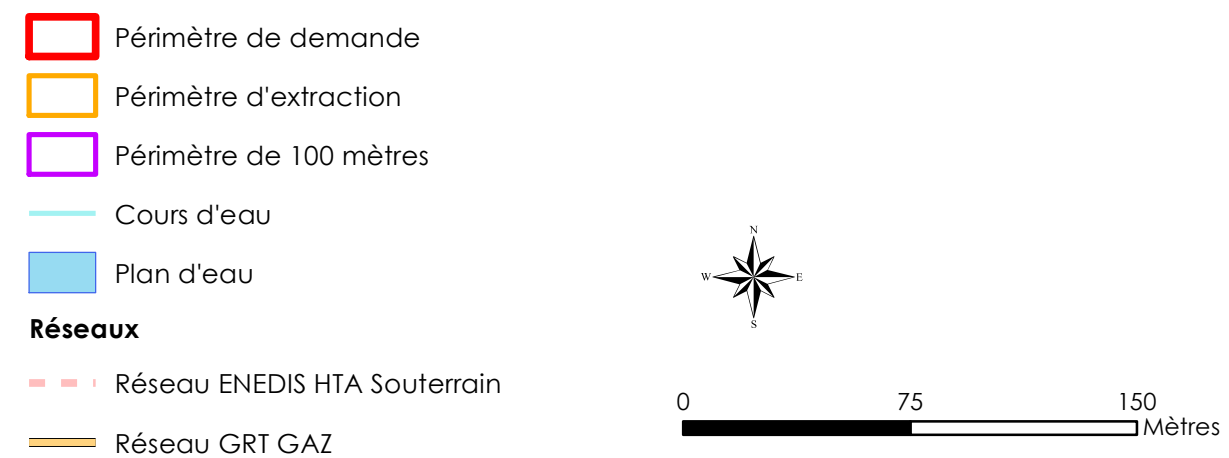 Périmètre de demande
Périmètre d'extraction
Périmètre de 100 mètres
Cours d'eau
Plan d'eau
Réseaux
Réseau ENEDIS HTA Souterrain
Réseau GRT GAZ
N
W E
S
0 75 150
Mètres